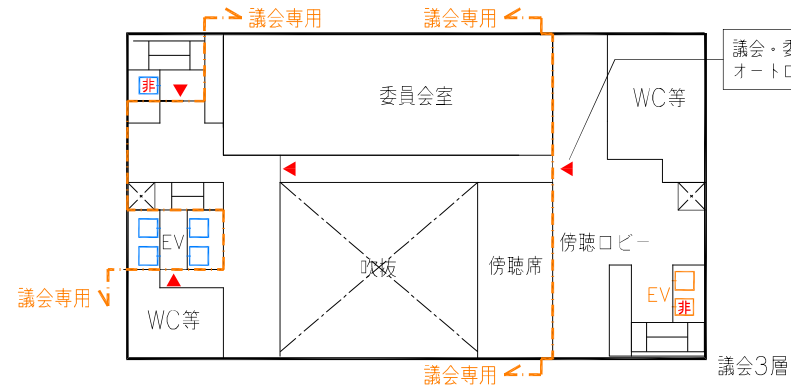 議会専用
議会専用
議会・委
オートロ
非
委員会室
WC等
EV
吹抜
傍聴席
傍聴ロビー
議会専用
WC等
EV
非
議会専用
議会3層